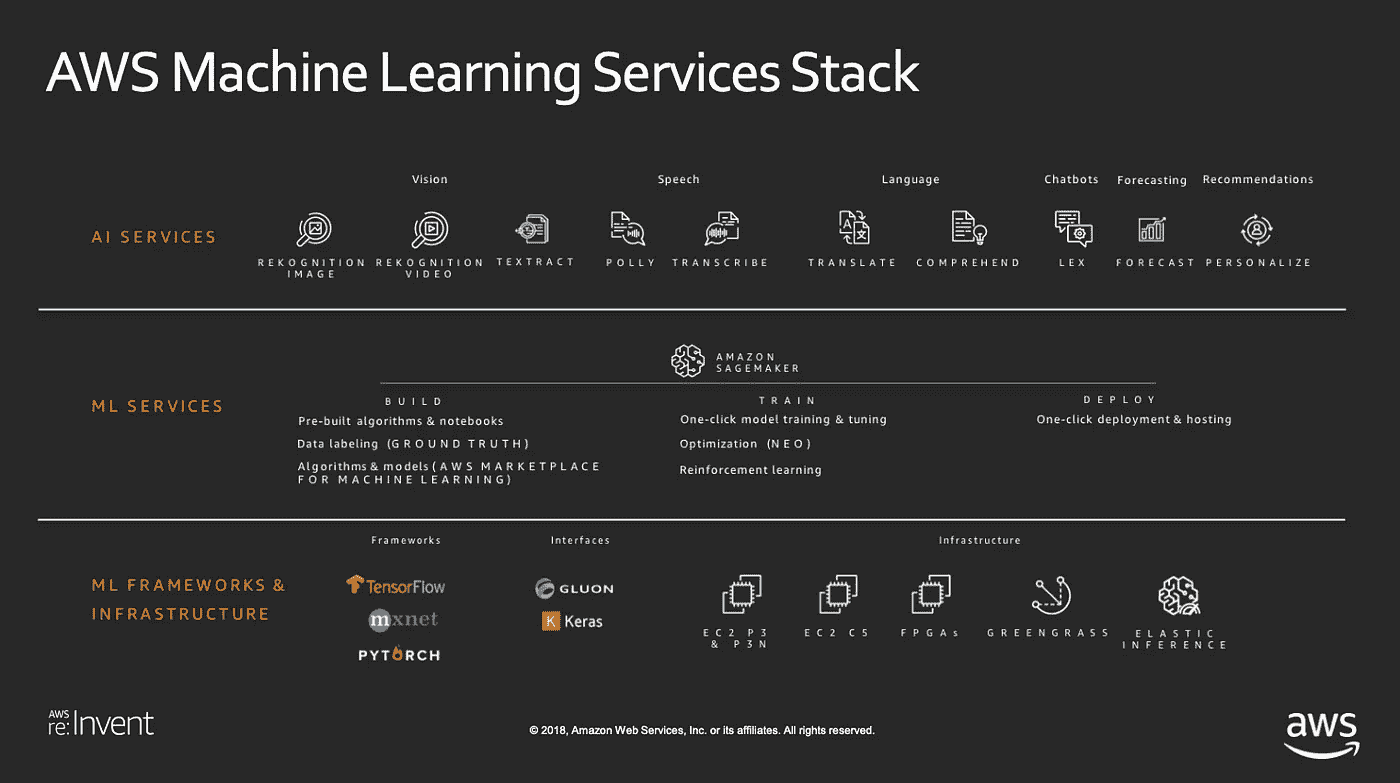 AWS Machine Learning Services Stack
Vision
Speech
Language
Chatbots
Forecasting
Recommendations
AI SERVICES
REKOGNITION
IMAGE
REKOGNITION
VIDEO
TEXTRACT
POLLY
TRANSCRIBE
TRANSLATE
COMPREHEND
LEX
FORECAST
PERSONALIZE
AMAZON
SAGEMAKER
ML SERVICES
BUILD
Pre-built algorithms & notebooks
Data labeling (GROUND TRUTH)
Algorithms & models (AWS MARKETPLACE
FOR MACHINE LEARNING)
TRAIN
One-click model training & tuning
Optimization (NEO)
Reinforcement learning
DEPLOY
One-click deployment & hosting
ML FRAMEWORKS &
INFRASTRUCTURE
Frameworks
TensorFlow
mxnet
PYTORCH
Interfaces
GLUON
K Keras
Infrastructure
EC2 P3
& P3N
EC2 C5
FPGAs
GREENGRASS
ELASTIC
INFERENCE
AWS
re:Invent
© 2018, Amazon Web Services, Inc. or its affiliates. All rights reserved.
aws